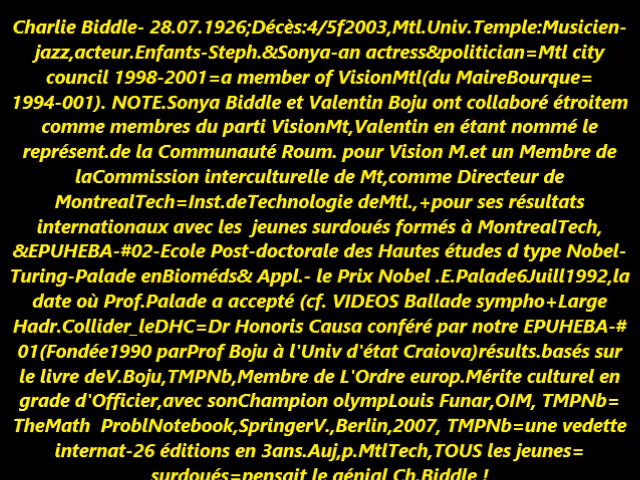 Charlie Biddle- 28.07.1926;Décès:4/5f2003,Mtl.Univ.Temple:Musicien-
jazz,acteur.Enfants-Steph.&Sonya-an actress&politician=Mtl city
council 1998-2001=a member of VisionMtl(du MaireBourque=
1994-001). NOTE.Sonya Biddle et Valentin Boju ont collaboré étroitem
comme membres du parti VisionMt,Valentin en étant nommé le
représent.de la Communauté Roum. pour Vision M.et un Membre de
laCommission interculturelle de Mt,comme Directeur de
MontrealTech=Inst.deTechnologie deMtl.,+pour ses résultats
internationaux avec les  jeunes surdoués formés à MontrealTech,
&EPUHEBA-#02-Ecole Post-doctorale des Hautes études d type Nobel-
Turing-Palade enBioméds& Appl.- le Prix Nobel .E.Palade6Juill1992,la
date où Prof.Palade a accepté (cf. VIDEOS Ballade sympho+Large
Hadr.Collider_leDHC=Dr Honoris Causa conféré par notre EPUHEBA-#
01(Fondée1990 parProf Boju à l'Univ d'état Craiova)résults.basés sur
le livre deV.Boju,TMPNb,Membre de L'Ordre europ.Mérite culturel en
grade d'Officier,avec sonChampion olympLouis Funar,OIM, TMPNb=
TheMath  ProblNotebook,SpringerV.,Berlin,2007, TMPNb=une vedette
internat-26 éditions en 3ans.Auj,p.MtlTech,TOUS les jeunes=
surdoués=pensait le génial Ch.Biddle !